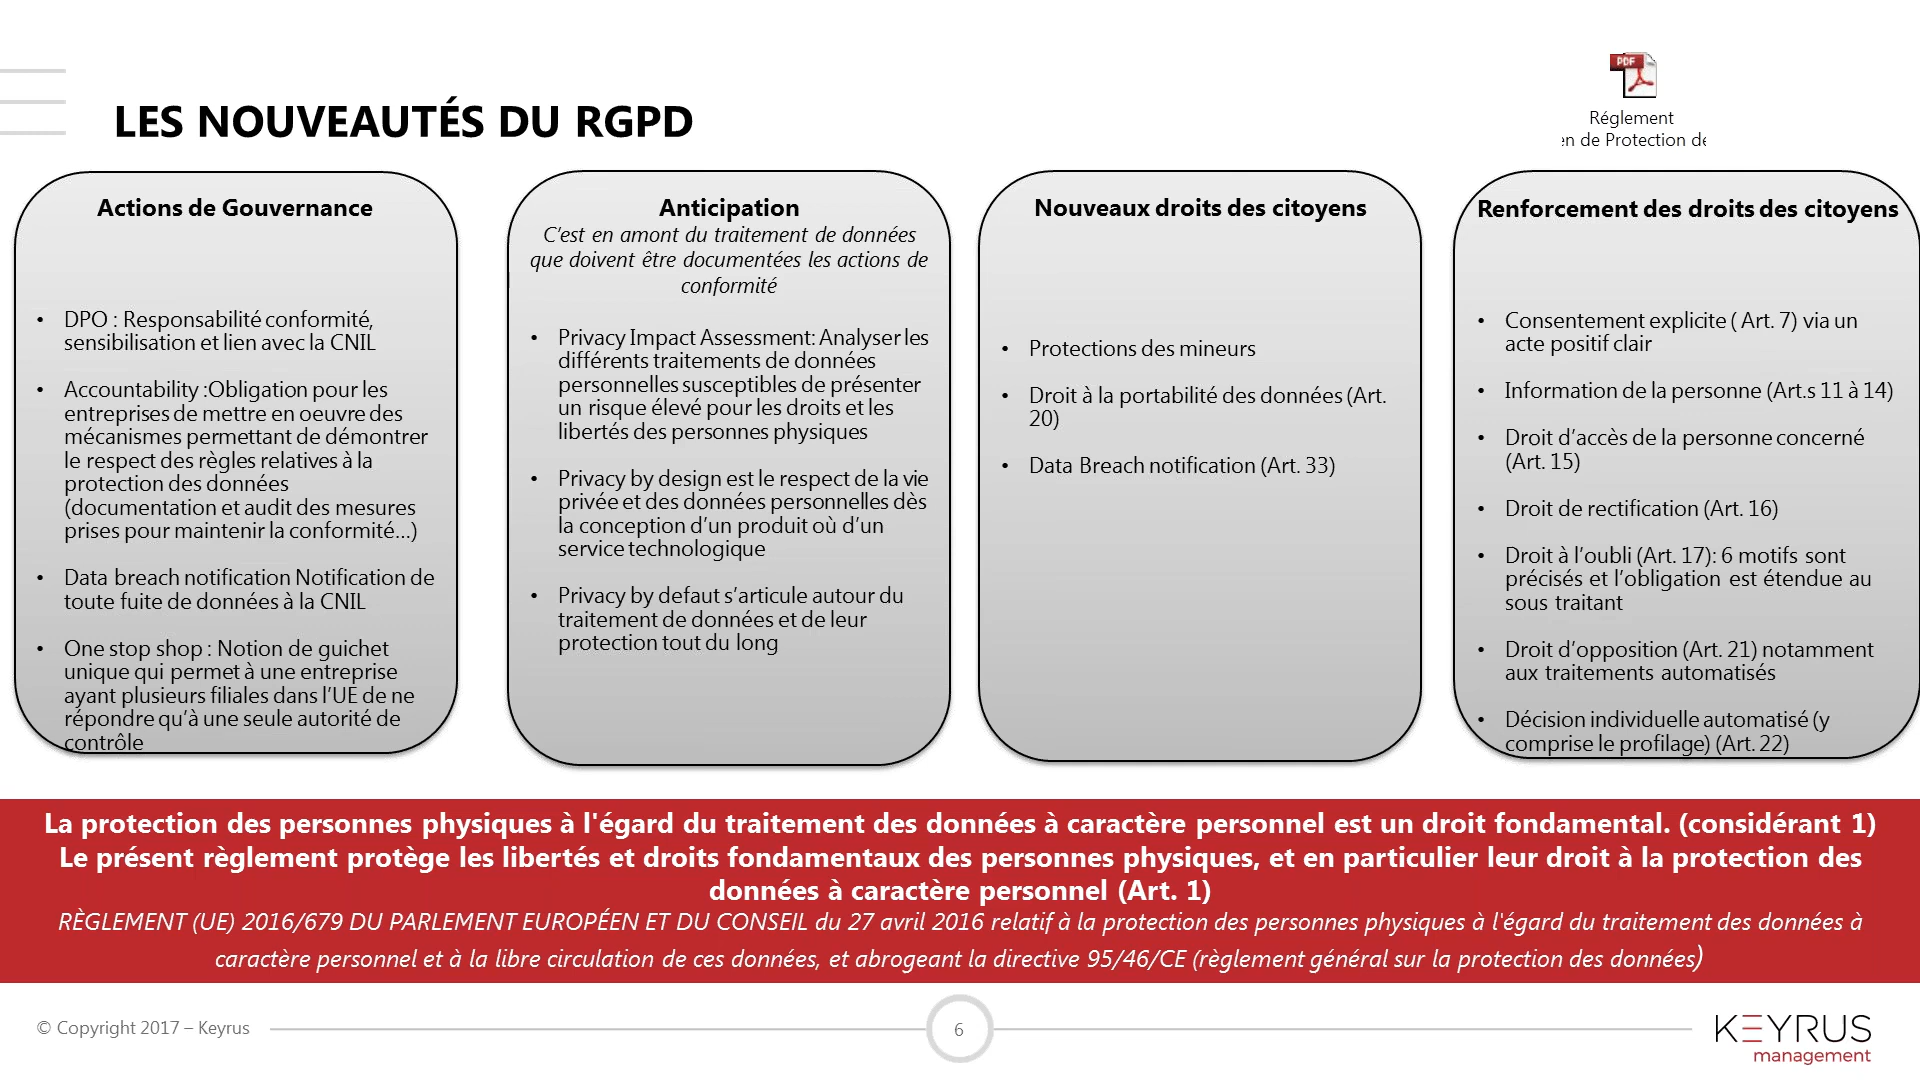 LES NOUVEAUTÉS DU RGPD
PDF
Réglement
en de Protection de
Actions de Gouvernance
• DPO : Responsabilité conformité,
sensibilisation et lien avec la CNIL
• Accountability :Obligation pour les
entreprises de mettre en oeuvre des
mécanismes permettant de démontrer
le respect des règles relatives à la
protection des données
(documentation et audit des mesures
prises pour maintenir la conformité…)
• Data breach notification Notification de
toute fuite de données à la CNIL
• One stop shop : Notion de guichet
unique qui permet à une entreprise
ayant plusieurs filiales dans l’UE de ne
répondre qu’à une seule autorité de
contrôle
Anticipation
C’est en amont du traitement de données
que doivent être documentées les actions de
conformité
• Privacy Impact Assessment: Analyser les
différents traitements de données
personnelles susceptibles de présenter
un risque élevé pour les droits et les
libertés des personnes physiques
• Privacy by design est le respect de la vie
privée et des données personnelles dès
la conception d’un produit où d’un
service technologique
• Privacy by defaut s’articule autour du
traitement de données et de leur
protection tout du long
Nouveaux droits des citoyens
• Protections des mineurs
• Droit à la portabilité des données (Art.
20)
• Data Breach notification (Art. 33)
Renforcement des droits des citoyens
• Consentement explicite ( Art. 7) via un
acte positif clair
• Information de la personne (Art.s 11 à 14)
• Droit d’accès de la personne concerné
(Art. 15)
• Droit de rectification (Art. 16)
• Droit à l’oubli (Art. 17): 6 motifs sont
précisés et l’obligation est étendue au
sous traitant
• Droit d’opposition (Art. 21) notamment
aux traitements automatisés
• Décision individuelle automatisé (y
comprise le profilage) (Art. 22)
La protection des personnes physiques à l'égard du traitement des données à caractère personnel est un droit fondamental. (considérant 1)
Le présent règlement protège les libertés et droits fondamentaux des personnes physiques, et en particulier leur droit à la protection des
données à caractère personnel (Art. 1)
RÈGLEMENT (UE) 2016/679 DU PARLEMENT EUROPÉEN ET DU CONSEIL du 27 avril 2016 relatif à la protection des personnes physiques à l'égard du traitement des données à
caractère personnel et à la libre circulation de ces données, et abrogeant la directive 95/46/CE (règlement général sur la protection des données)
© Copyright 2017 – Keyrus
6
KEYRUS
management